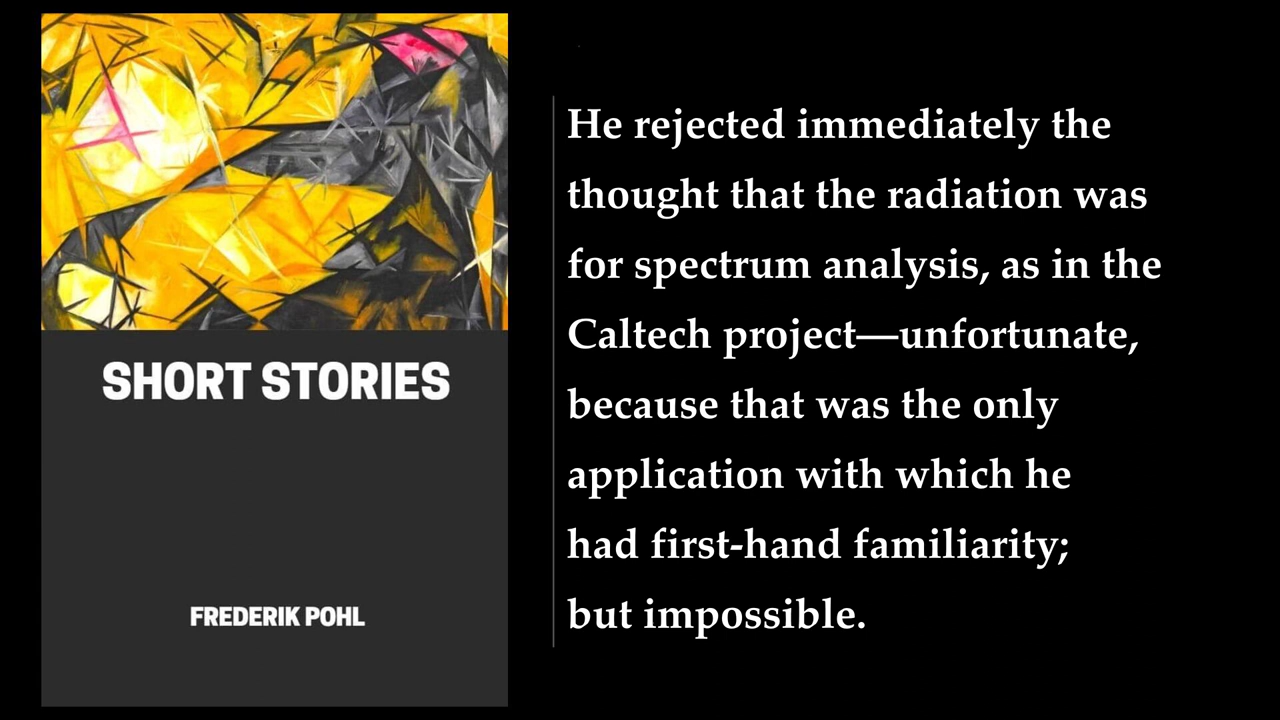 SHORT STORIES
FREDERIK POHL
He rejected immediately the
thought that the radiation was
for spectrum analysis, as in the
Caltech project—unfortunate,
because that was the only
application with which he
had first-hand familiarity;
but impossible.